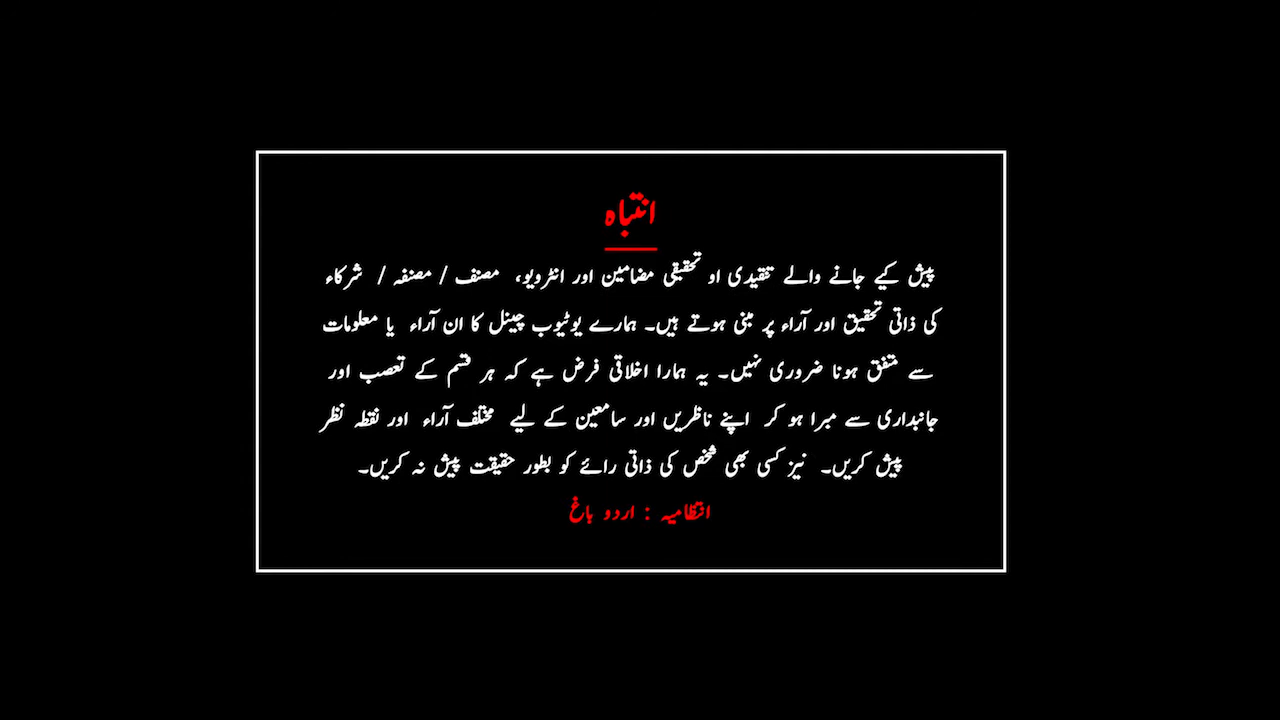 انتباہ
پیش کیے جانے والے تنقیدی او تحقیقی مضامین اور انٹرویو، مصنف / مصنفہ / شرکاء
کی ذاتی تحقیق اور آراء پر مبنی ہوتے ہیں۔ ہمارے یوٹیوب چینل کا ان آراء یا معلومات
سے متفق ہونا ضروری نہیں۔ یہ ہمارا اخلاقی فرض ہے کہ ہر قسم کے تعصب اور
جانبداری سے مبرا ہو کر اپنے ناظریں اور سامعین کے لیے مختلف آراء اور نقطہ نظر
پیش کریں۔ نیز کسی بھی شخص کی ذاتی رائے کو بطور حقیقت پیش نہ کریں۔
انتظامیہ : اردو باغ